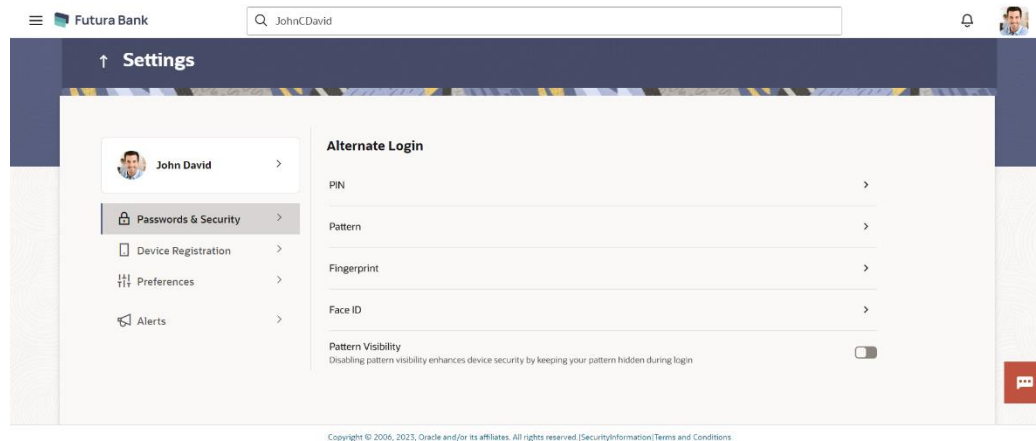 Futura Bank
JohnCDavid
Settings
John David
Passwords & Security
Device Registration
Preferences
Alerts
Alternate Login
PIN
Pattern
Fingerprint
Face ID
Pattern Visibility
Disabling pattern visibility enhances device security by keeping your pattern hidden during login
Copyright © 2006, 2023, Oracle and/or its affiliates. All rights reserved.|SecurityInformation|Terms and Conditions